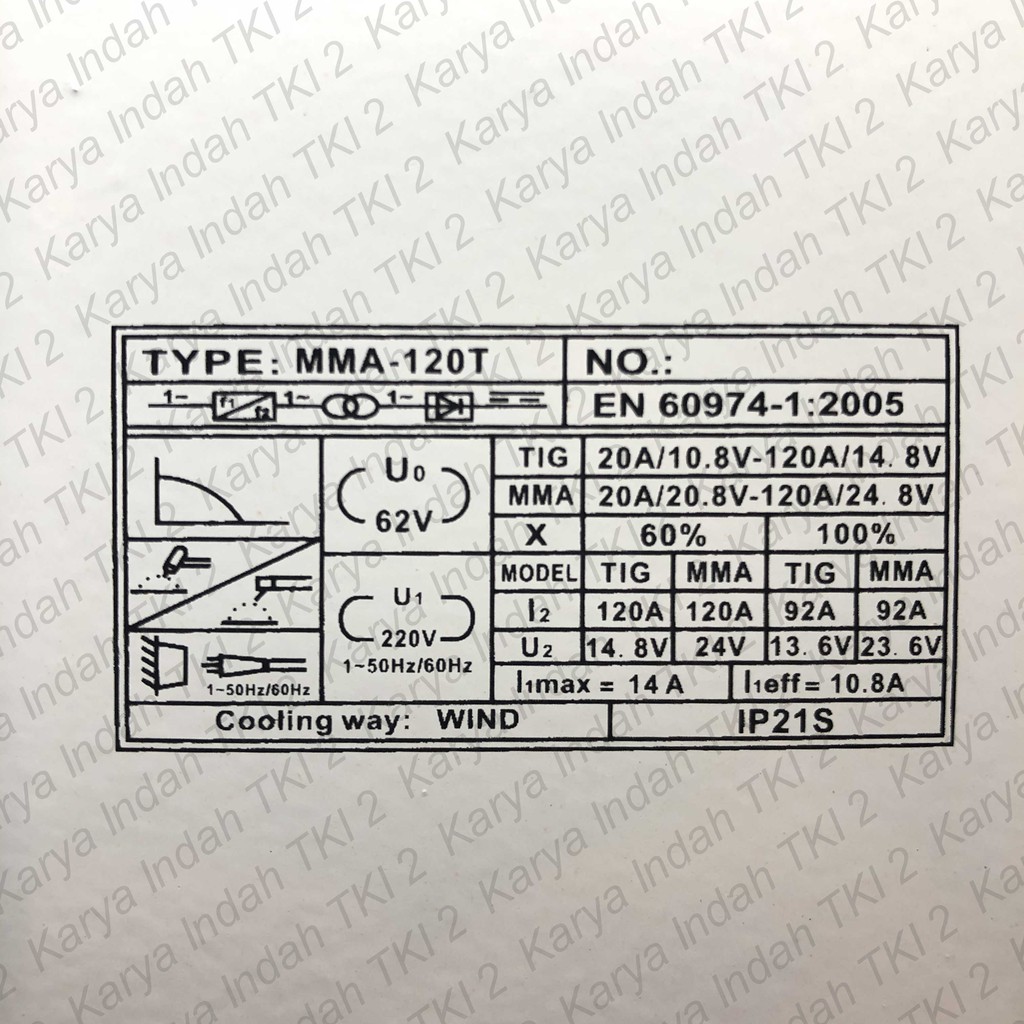 TYPE: MMA-120T NO.:
1~ f1 f2 1~ 1~ EN 60974-1:2005
U0 62V
U1 220V 1~50Hz/60Hz
1~50Hz/60Hz
TIG 20A/10.8V-120A/14. 8V
MMA 20A/20.8V-120A/24. 8V
X 60% 100%
MODEL TIG MMA TIG MMA
I2 120A 120A 92A 92A
U2 14. 8V 24V 13. 6V 23. 6V
I1max = 14 A I1eff= 10.8A
Cooling way: WIND IP21S
Karya Indah TKI 2